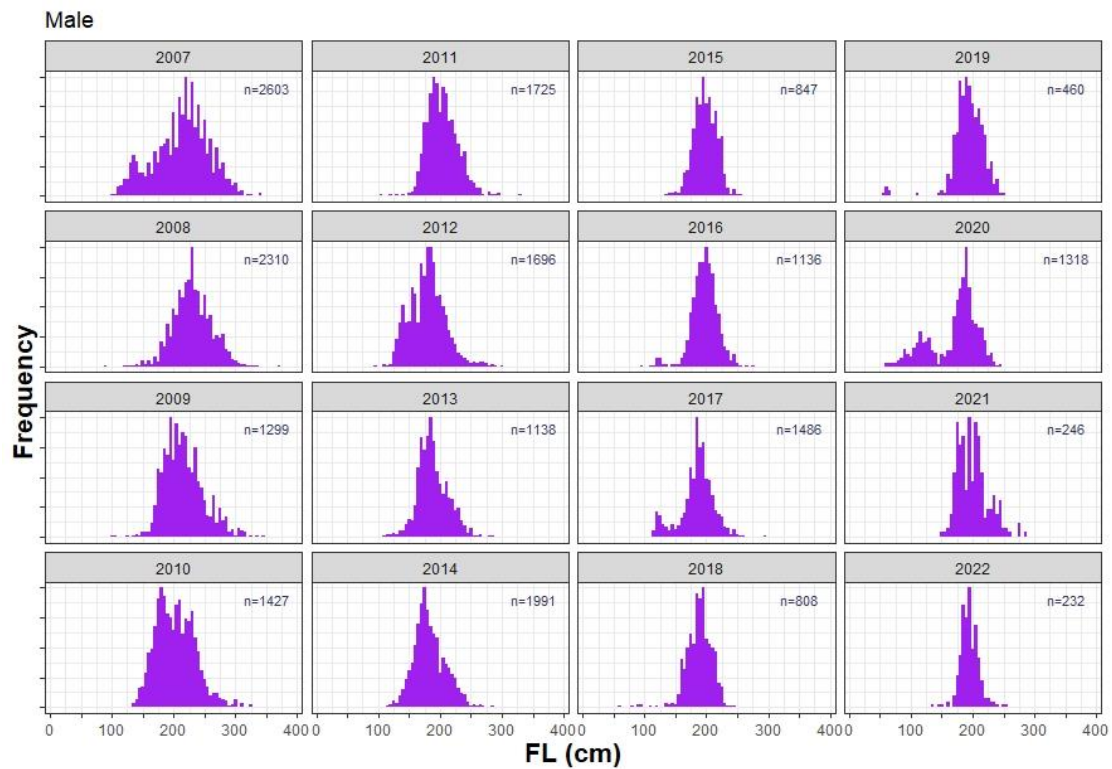 Male
2007 2011 2015 2019
n=2603 n=1725 n=847 n=460
2008 2012 2016 2020
n=2310 n=1696 n=1136 n=1318
2009 2013 2017 2021
n=1299 n=1138 n=1486 n=246
2010 2014 2018 2022
n=1427 n=1991 n=808 n=232
Frequency
0 100 200 300 400 0 100 200 300 400 0 100 200 300 400 0 100 200 300 400
FL (cm)